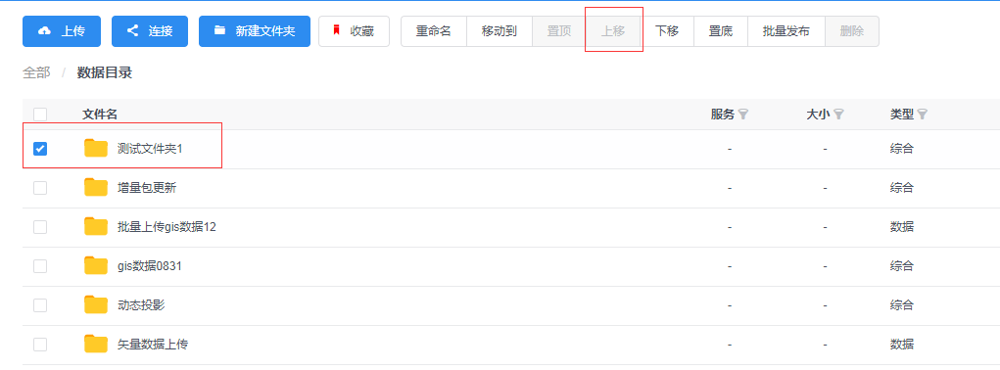 上传 连接 新建文件夹 收藏 重命名 移动到 置顶 上移 下移 置底 批量发布 删除
全部 / 数据目录
文件名 服务 大小 类型
测试文件夹1 - - 综合
增量包更新 - - 综合
批量上传gis数据12 - - 数据
gis数据0831 - - 综合
动态投影 - - 综合
矢量数据上传 - - 数据